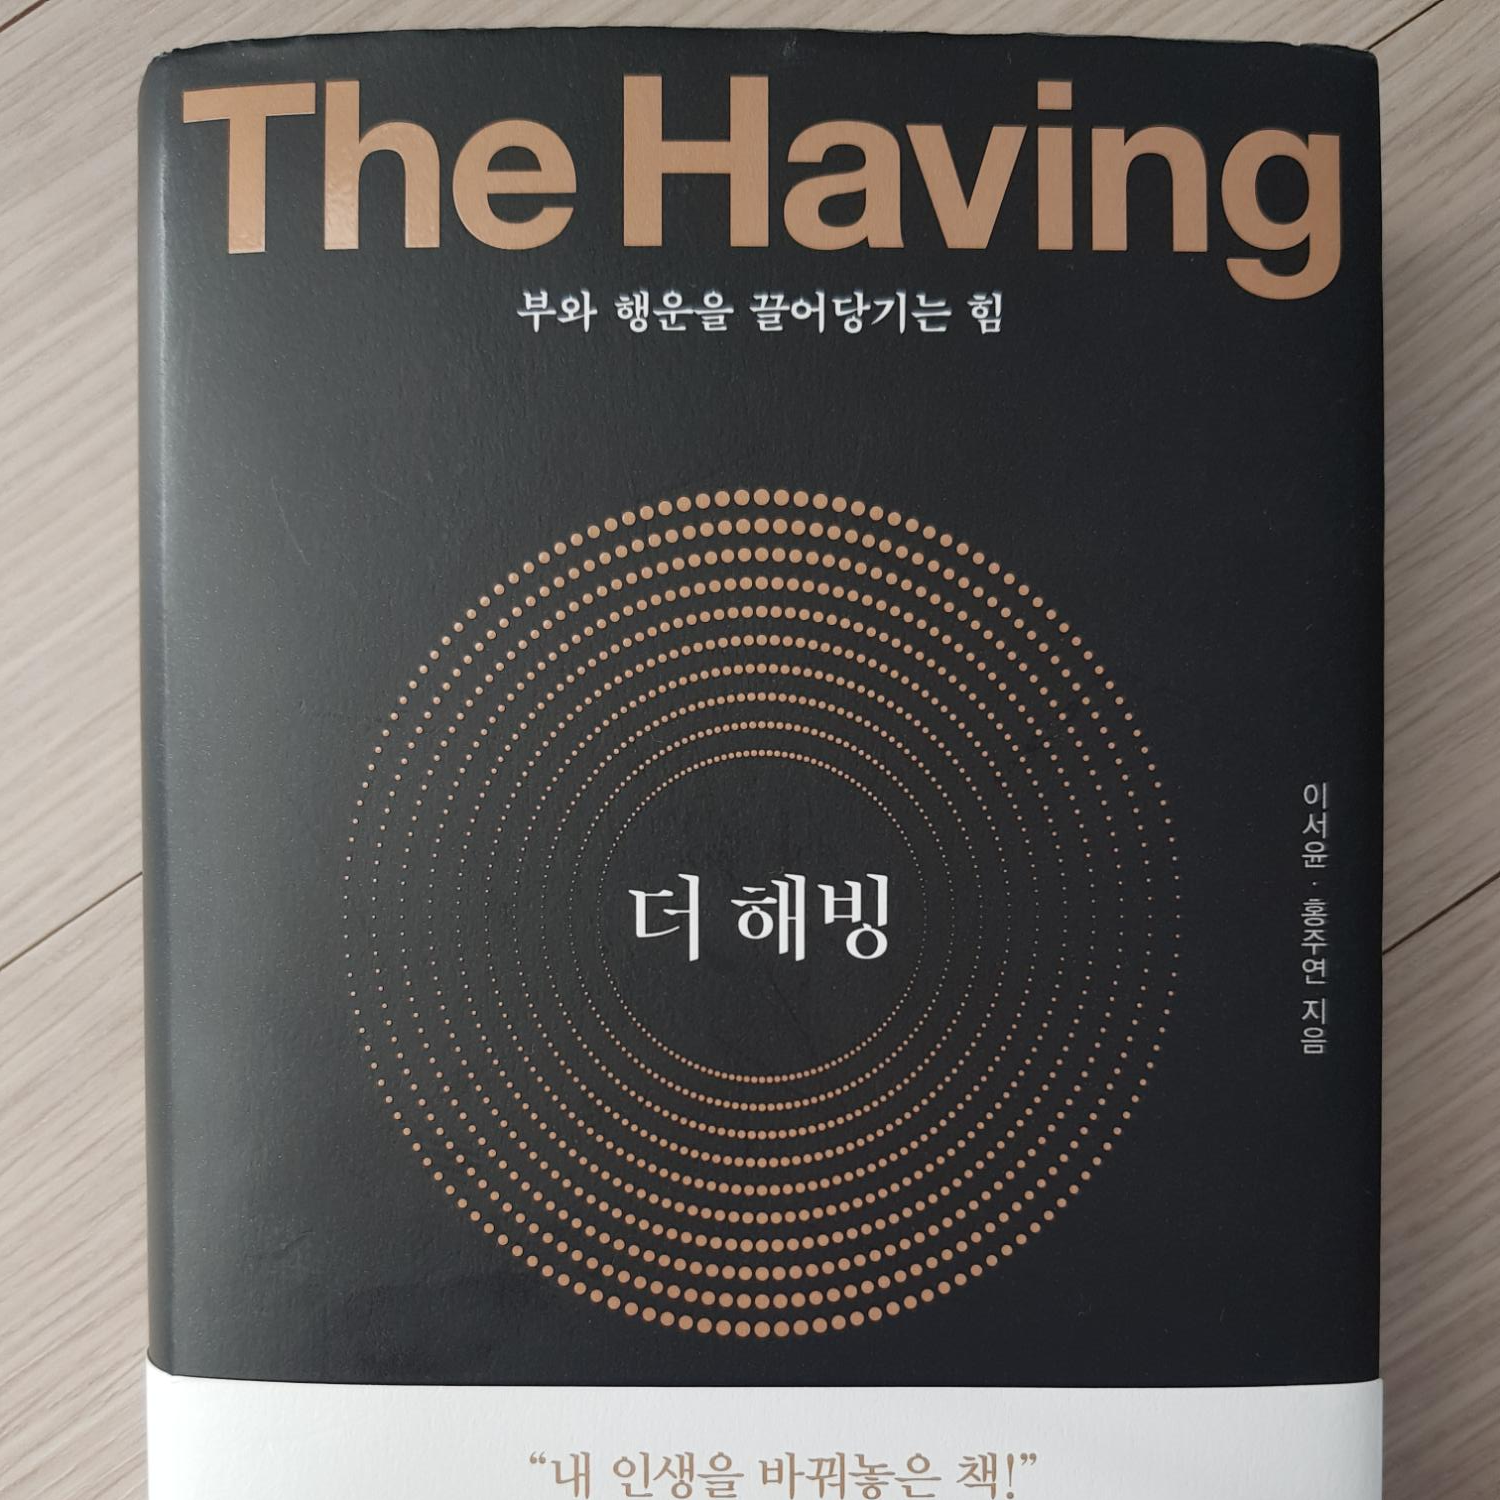 The Having
부와 행운을 끌어당기는 힘
더 해빙
이서윤·홍주연 지음
“내 인생을 바꿔놓은 책!”